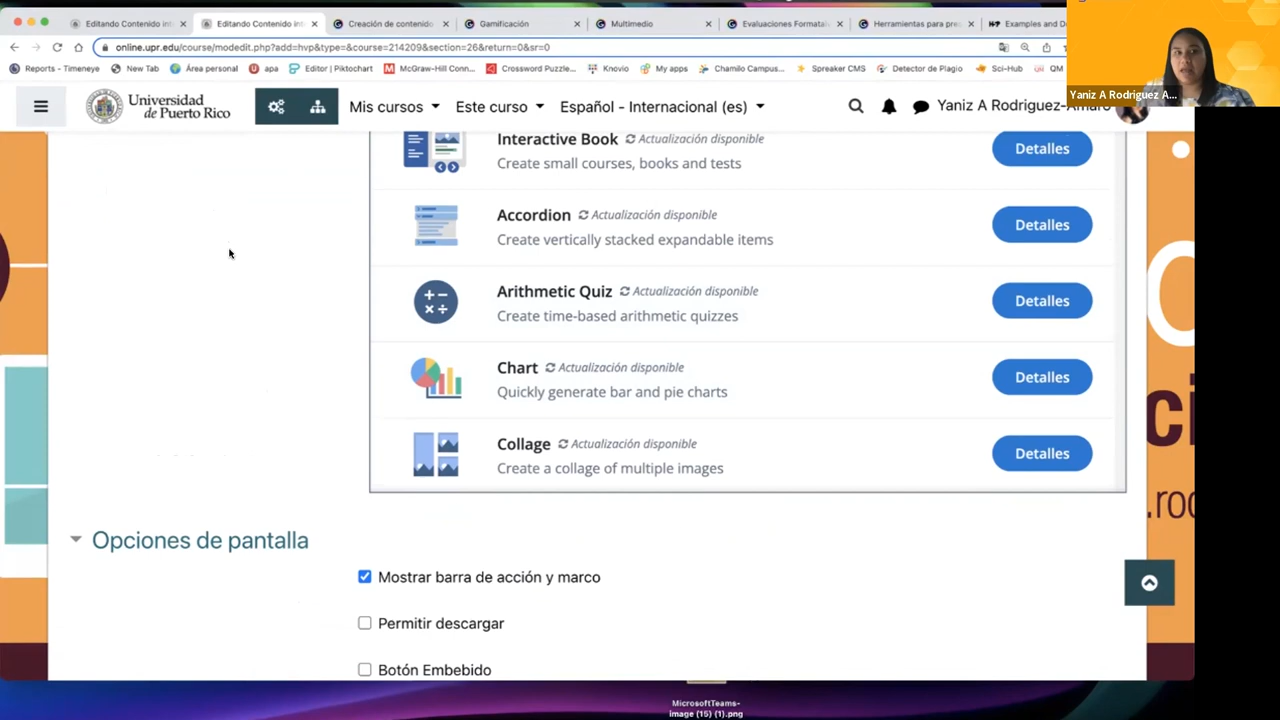 Editando Contenido int
Editando Contenido int
Creación de contenido
Gamificación
Multimedio
Evaluaciones Formatal
Herramientas para pre
Examples and D
online.upr.edu/course/modedit.php?add=hvp&type=&course=214209&section=26&return=0&sr=0
Reports - Timeneye
New Tab
Área personal
apa
Editor | Piktochart
McGraw-Hill Conn...
Crossword Puzzle...
Knovio
My apps
Chamilo Campus...
Spreaker CMS
Detector de Plagio
Sci-Hub
QM
Yaniz A Rodriguez A...
Universidad
de Puerto Rico
Mis cursos
Este curso
Español - Internacional (es)
Yaniz A Rodriguez-Amaro
Interactive Book
Actualización disponible
Create small courses, books and tests
Detalles
Accordion
Actualización disponible
Create vertically stacked expandable items
Detalles
Arithmetic Quiz
Actualización disponible
Create time-based arithmetic quizzes
Detalles
Chart
Actualización disponible
Quickly generate bar and pie charts
Detalles
Collage
Actualización disponible
Create a collage of multiple images
Detalles
Opciones de pantalla
Mostrar barra de acción y marco
Permitir descargar
Botón Embebido
MicrosoftTeams-
image (15) (1).png